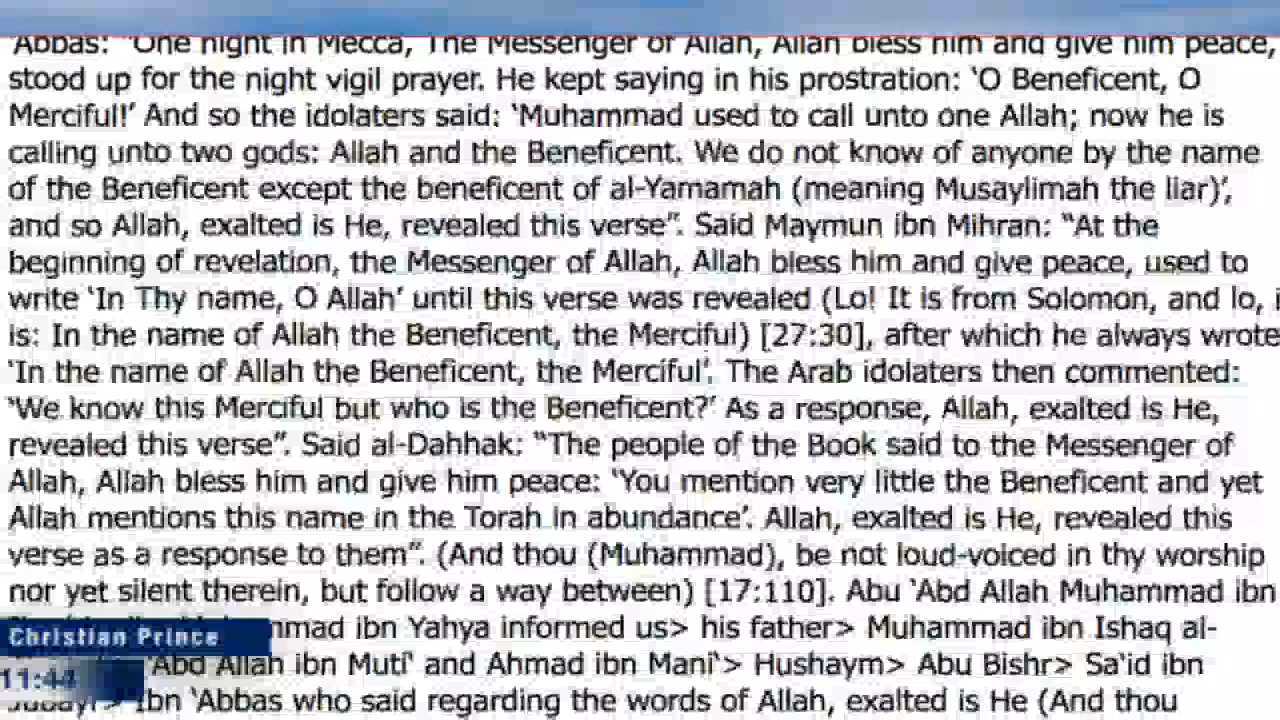 'Abbas: "One night in Mecca, The Messenger of Allah, Allah bless him and give him peace,
stood up for the night vigil prayer. He kept saying in his prostration: 'O Beneficent, O
Merciful!' And so the idolaters said: 'Muhammad used to call unto one Allah; now he is
calling unto two gods: Allah and the Beneficent. We do not know of anyone by the name
of the Beneficent except the beneficent of al-Yamamah (meaning Musaylimah the liar)',
and so Allah, exalted is He, revealed this verse". Said Maymun ibn Mihran: "At the
beginning of revelation, the Messenger of Allah, Allah bless him and give peace, used to
write 'In Thy name, O Allah' until this verse was revealed (Lo! It is from Solomon, and lo,
is: In the name of Allah the Beneficent, the Merciful) [27:30], after which he always wrote
'In the name of Allah the Beneficent, the Merciful'. The Arab idolaters then commented:
'We know this Merciful but who is the Beneficent?' As a response, Allah, exalted is He,
revealed this verse". Said al-Dahhak: "The people of the Book said to the Messenger of
Allah, Allah bless him and give him peace: 'You mention very little the Beneficent and yet
Allah mentions this name in the Torah in abundance'. Allah, exalted is He, revealed this
verse as a response to them". (And thou (Muhammad), be not loud-voiced in thy worship
nor yet silent therein, but follow a way between) [17:110]. Abu 'Abd Allah Muhammad ibn
Christian Prince
mmad ibn Yahya informed us> his father> Muhammad ibn Ishaq al-
11:44
'Abd Allah ibn Muti' and Ahmad ibn Mani'> Hushaym> Abu Bishr> Sa'id ibn
Ibn 'Abbas who said regarding the words of Allah, exalted is He (And thou